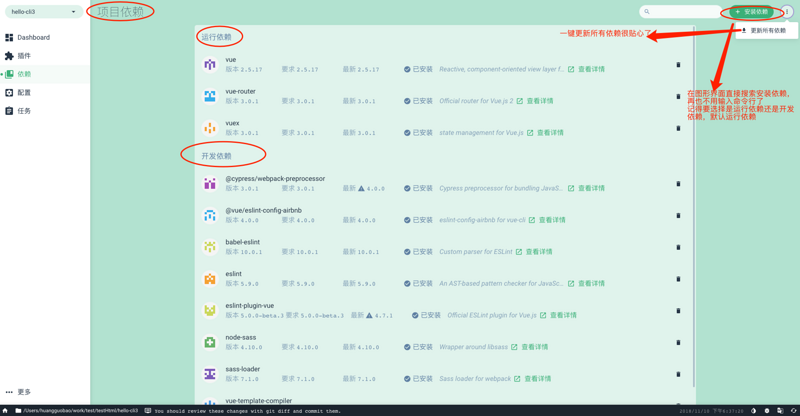 hello-cli3
项目依赖
安装依赖
更新所有依赖
Dashboard
插件
依赖
配置
任务
更多
一键更新所有依赖很贴心了
在图形界面直接搜索安装依赖，
再也不用输入命令行了
记得要选择是运行依赖还是开发
依赖，默认运行依赖
运行依赖
vue
版本 2.5.17 要求 2.5.17 最新 2.5.17 已安装 Reactive, component-oriented view layer f... 查看详情
vue-router
版本 3.0.1 要求 3.0.1 最新 3.0.1 已安装 Official router for Vue.js 2 查看详情
vuex
版本 3.0.1 要求 3.0.1 最新 3.0.1 已安装 state management for Vue.js 查看详情
开发依赖
@cypress/webpack-preprocessor
版本 3.0.1 要求 3.0.1 最新 4.0.0 已安装 Cypress preprocessor for bundling JavaS... 查看详情
@vue/eslint-config-airbnb
版本 4.0.0 要求 4.0.0 最新 4.0.0 已安装 eslint-config-airbnb for vue-cli 查看详情
babel-eslint
版本 10.0.1 要求 10.0.1 最新 10.0.1 已安装 Custom parser for ESLint 查看详情
eslint
版本 5.9.0 要求 5.9.0 最新 5.9.0 已安装 An AST-based pattern checker for JavaSc... 查看详情
eslint-plugin-vue
版本 5.0.0-beta.3 要求 5.0.0-beta.3 最新 4.7.1 已安装 Official ESLint plugin for Vue.js 查看详情
node-sass
版本 4.10.0 要求 4.10.0 最新 4.10.0 已安装 Wrapper around libsass 查看详情
sass-loader
版本 7.1.0 要求 7.1.0 最新 7.1.0 已安装 Sass loader for webpack 查看详情
vue-template-compiler
/Users/huangguobao/work/test/testHtml/hello-cli3 You should review these changes with git diff and commit them. 2018/11/19 下午5:37:20